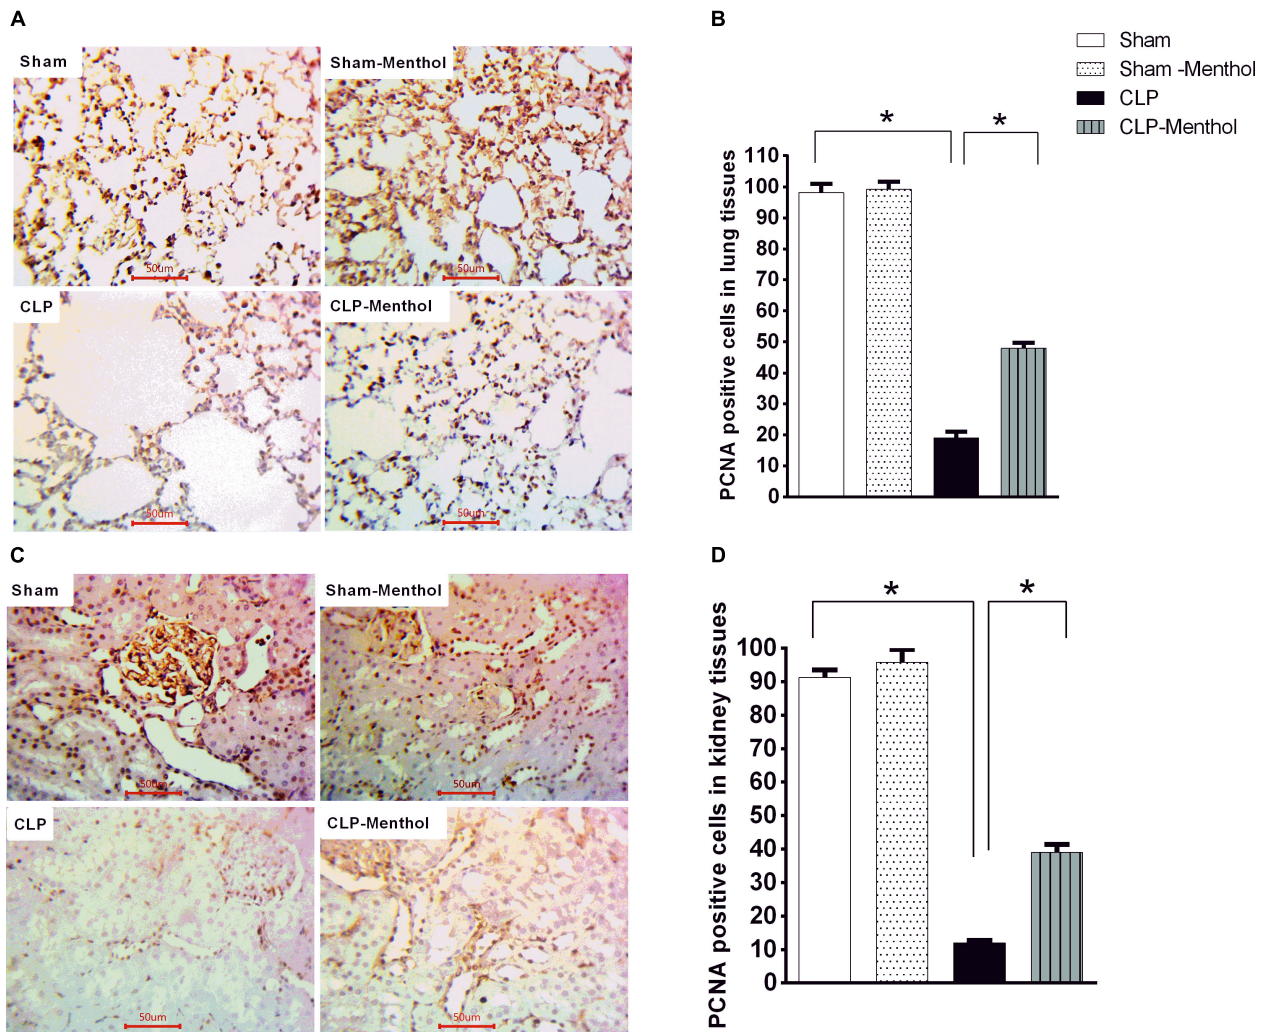 A
Sham
Sham-Menthol
50um
50um
CLP
CLP-Menthol
50um
50um
B
Sham
Sham -Menthol
CLP
CLP-Menthol
*
*
PCNA positive cells in lung tissues
110
100
90
80
70
60
50
40
30
20
10
0
C
Sham
Sham-Menthol
50um
50um
CLP
CLP-Menthol
50um
50um
D
*
*
PCNA positive cells in kidney tissues
100
90
80
70
60
50
40
30
20
10
0